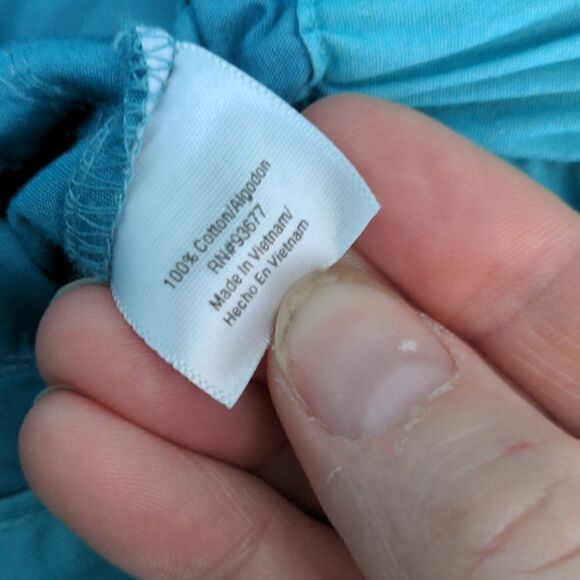 100% Cotton/Algodon
RN#93677
Made In Vietnam/
Hecho En Vietnam